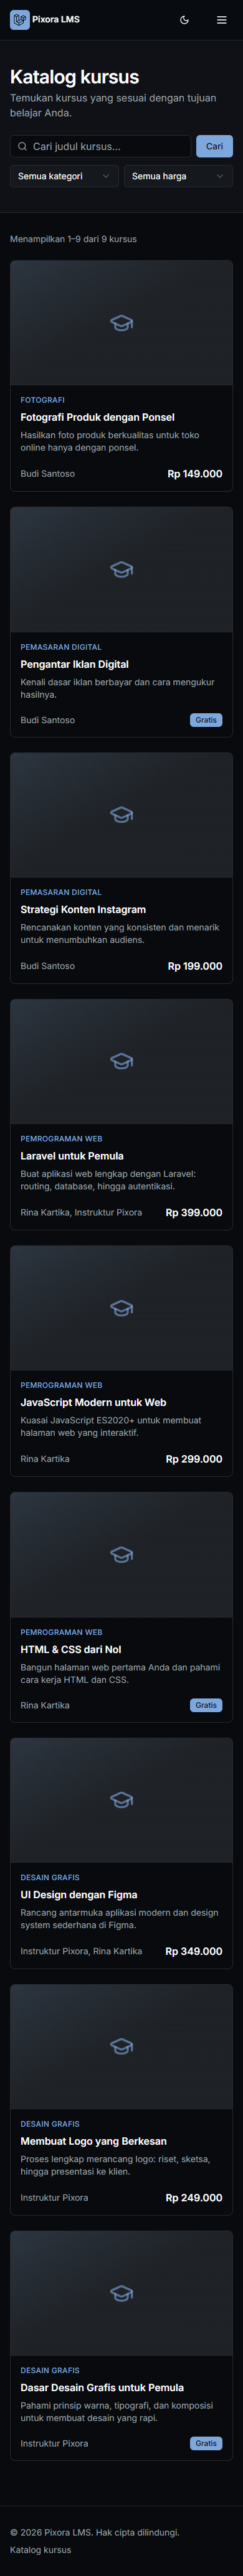 Pixora LMS
Katalog kursus
Temukan kursus yang sesuai dengan tujuan
belajar Anda.
Cari judul kursus...
Cari
Semua kategori
Semua harga
Menampilkan 1–9 dari 9 kursus
FOTOGRAFI
Fotografi Produk dengan Ponsel
Hasilkan foto produk berkualitas untuk toko
online hanya dengan ponsel.
Budi Santoso
Rp 149.000
PEMASARAN DIGITAL
Pengantar Iklan Digital
Kenali dasar iklan berbayar dan cara mengukur
hasilnya.
Budi Santoso
Gratis
PEMASARAN DIGITAL
Strategi Konten Instagram
Rencanakan konten yang konsisten dan menarik
untuk menumbuhkan audiens.
Budi Santoso
Rp 199.000
PEMROGRAMAN WEB
Laravel untuk Pemula
Buat aplikasi web lengkap dengan Laravel:
routing, database, hingga autentikasi.
Rina Kartika, Instruktur Pixora
Rp 399.000
PEMROGRAMAN WEB
JavaScript Modern untuk Web
Kuasai JavaScript ES2020+ untuk membuat
halaman web yang interaktif.
Rina Kartika
Rp 299.000
PEMROGRAMAN WEB
HTML & CSS dari Nol
Bangun halaman web pertama Anda dan pahami
cara kerja HTML dan CSS.
Rina Kartika
Gratis
DESAIN GRAFIS
UI Design dengan Figma
Rancang antarmuka aplikasi modern dan design
system sederhana di Figma.
Instruktur Pixora, Rina Kartika
Rp 349.000
DESAIN GRAFIS
Membuat Logo yang Berkesan
Proses lengkap merancang logo: riset, sketsa,
hingga presentasi ke klien.
Instruktur Pixora
Rp 249.000
DESAIN GRAFIS
Dasar Desain Grafis untuk Pemula
Pahami prinsip warna, tipografi, dan komposisi
untuk membuat desain yang rapi.
Instruktur Pixora
Gratis
© 2026 Pixora LMS. Hak cipta dilindungi.
Katalog kursus